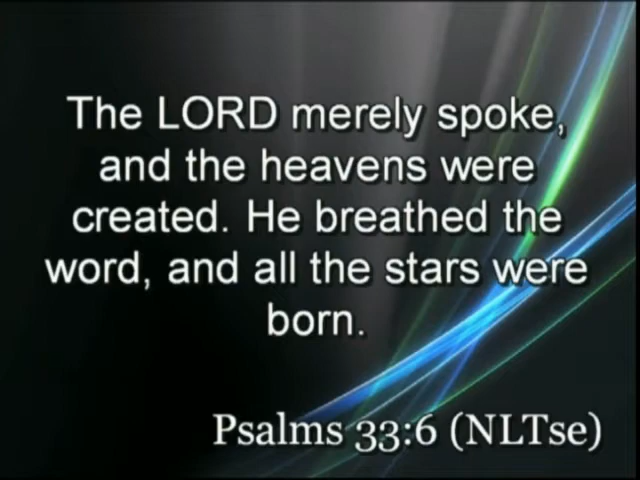 The LORD merely spoke,
and the heavens were
created. He breathed the
word, and all the stars were
born.
Psalms 33:6 (NLTse)